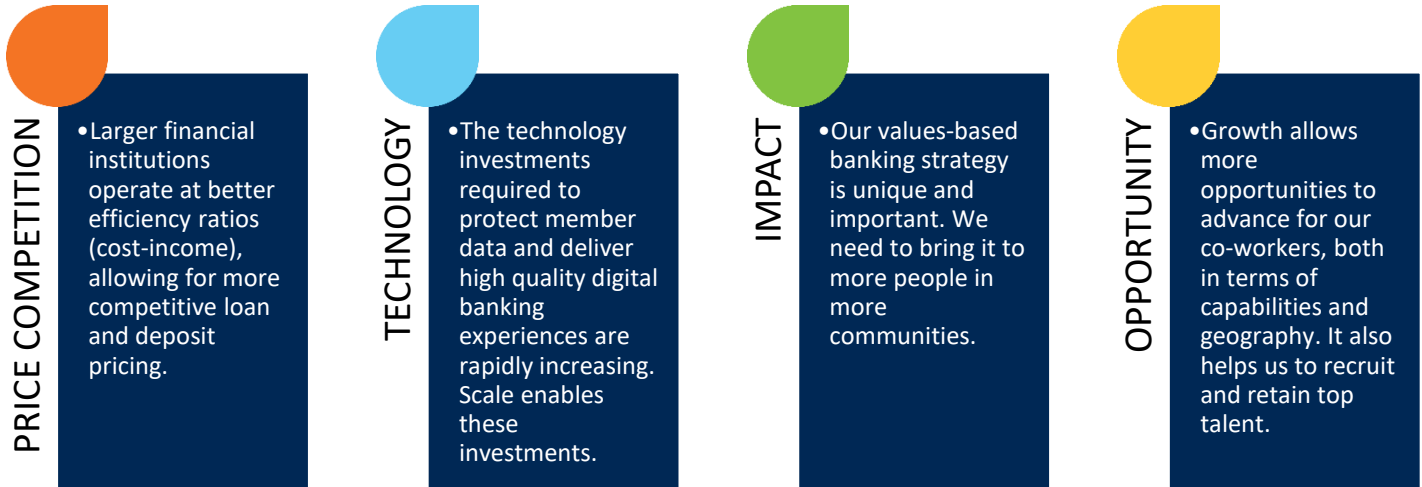 PRICE COMPETITION
•Larger financial
institutions
operate at better
efficiency ratios
(cost-income),
allowing for more
competitive loan
and deposit
pricing.
TECHNOLOGY
•The technology
investments
required to
protect member
data and deliver
high quality digital
banking
experiences are
rapidly increasing.
Scale enables
these
investments.
IMPACT
•Our values-based
banking strategy
is unique and
important. We
need to bring it to
more people in
more
communities.
OPPORTUNITY
•Growth allows
more
opportunities to
advance for our
co-workers, both
in terms of
capabilities and
geography. It also
helps us to recruit
and retain top
talent.